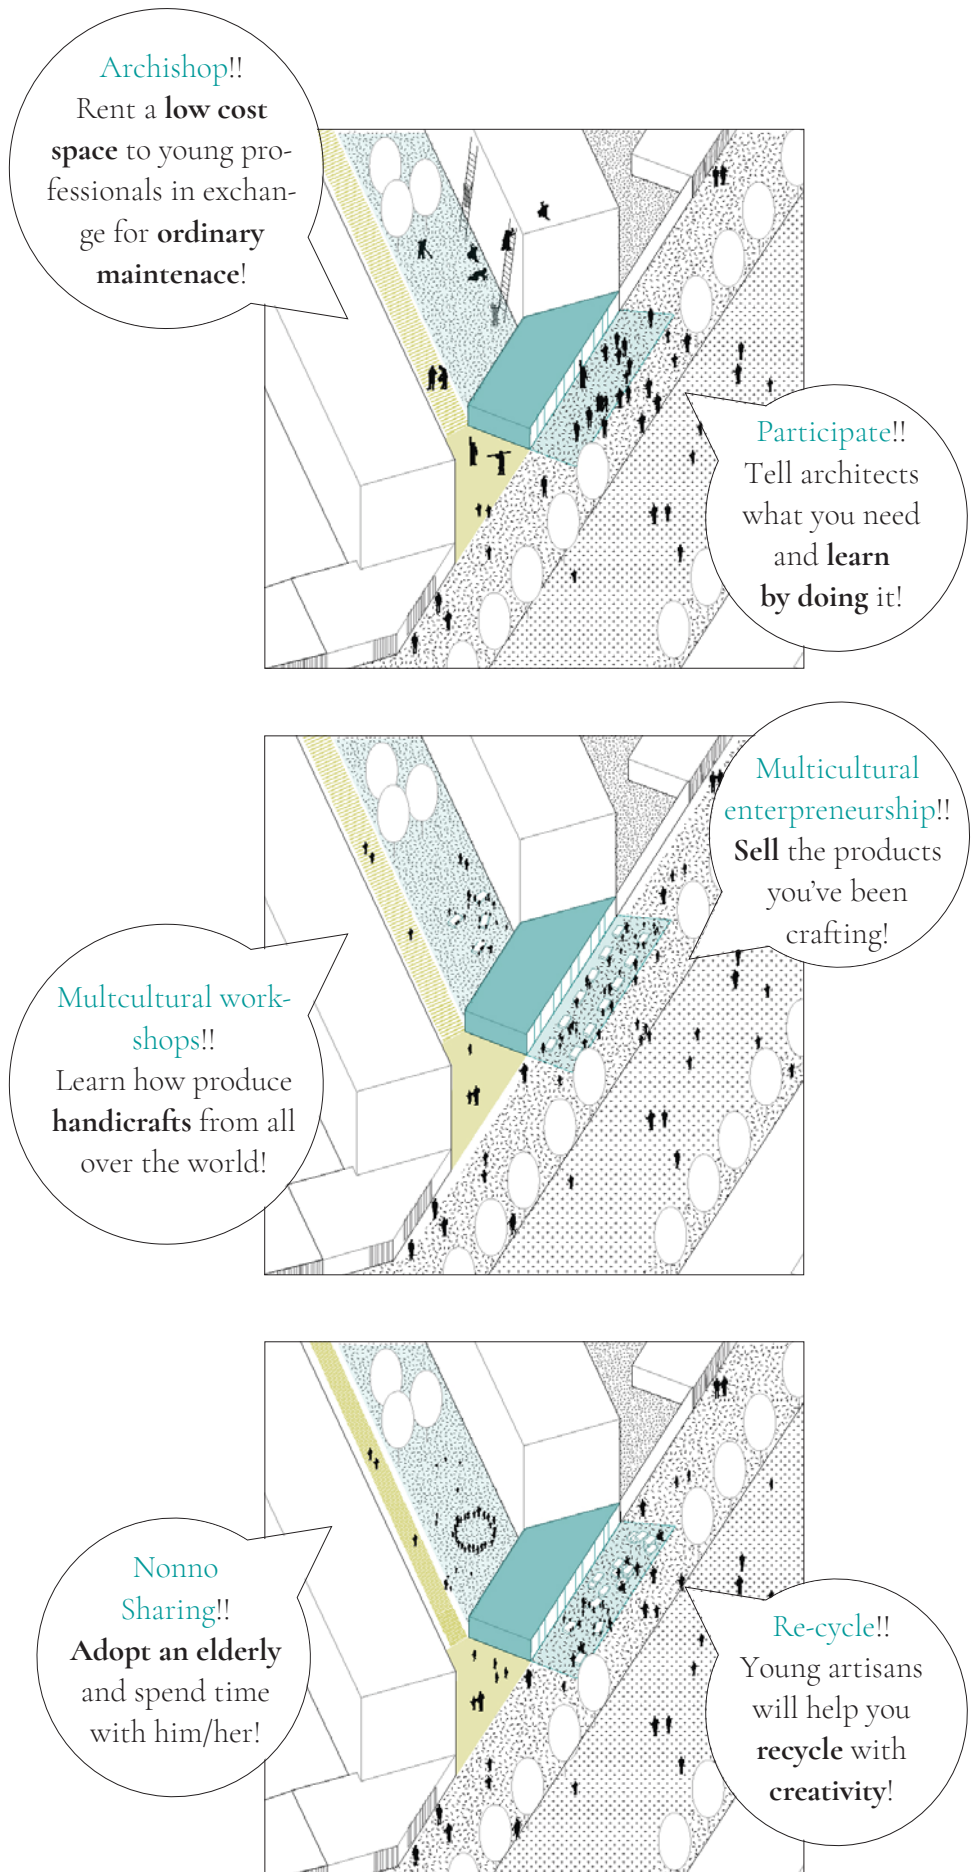 Archishop!!
Rent a low cost
space to young pro-
fessionals in exchan-
ge for ordinary
maintenace!
Participate!!
Tell architects
what you need
and learn
by doing it!
Multicultural
enterpreneurship!!
Sell the products
you've been
crafting!
Multcultural work-
shops!!
Learn how produce
handicrafts from all
over the world!
Nonno
Sharing!!
Adopt an elderly
and spend time
with him/her!
Re-cycle!!
Young artisans
will help you
recycle with
creativity!